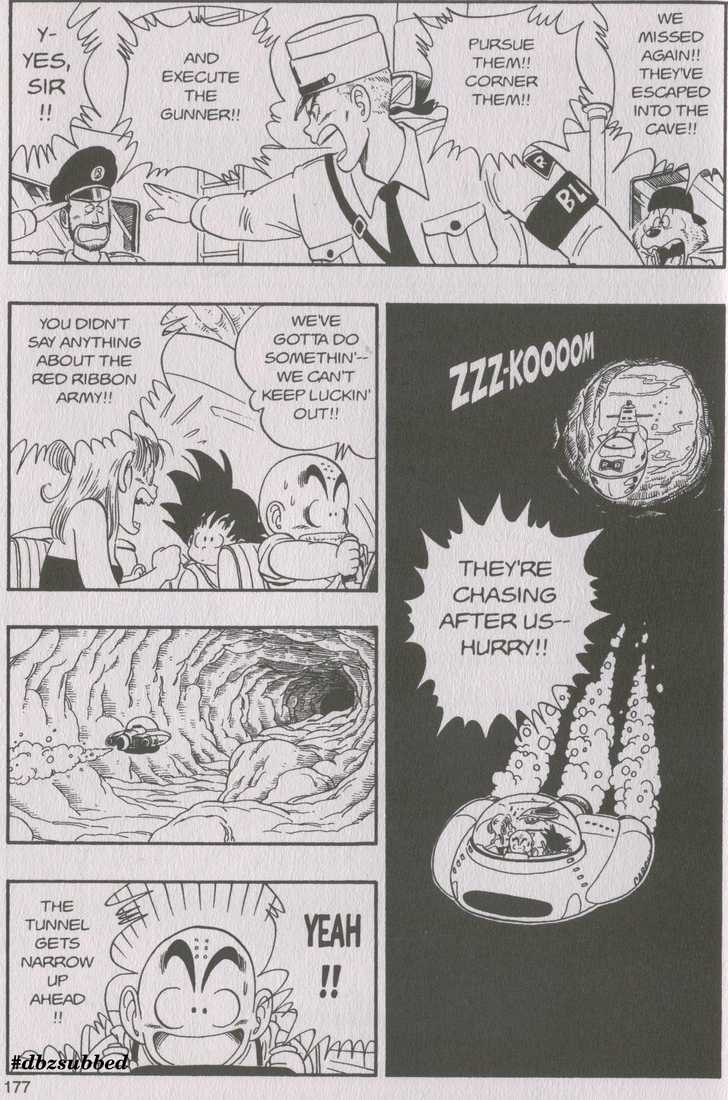 WE
MISSED
AGAIN!!
THEY'VE
ESCAPED
INTO THE
CAVE!!
PURSUE
THEM!!
CORNER
THEM!!
AND
EXECUTE
THE
GUNNER!!
Y-
YES,
SIR
!!
R
BL
ZZZ-KOOOOM
THEY'RE
CHASING
AFTER US--
HURRY!!
WE'VE
GOTTA DO
SOMETHIN'--
WE CAN'T
KEEP LUCKIN'
OUT!!
YOU DIDN'T
SAY ANYTHING
ABOUT THE
RED RIBBON
ARMY!!
YEAH
!!
THE
TUNNEL
GETS
NARROW
UP
AHEAD
!!
#dbzsubbed
177